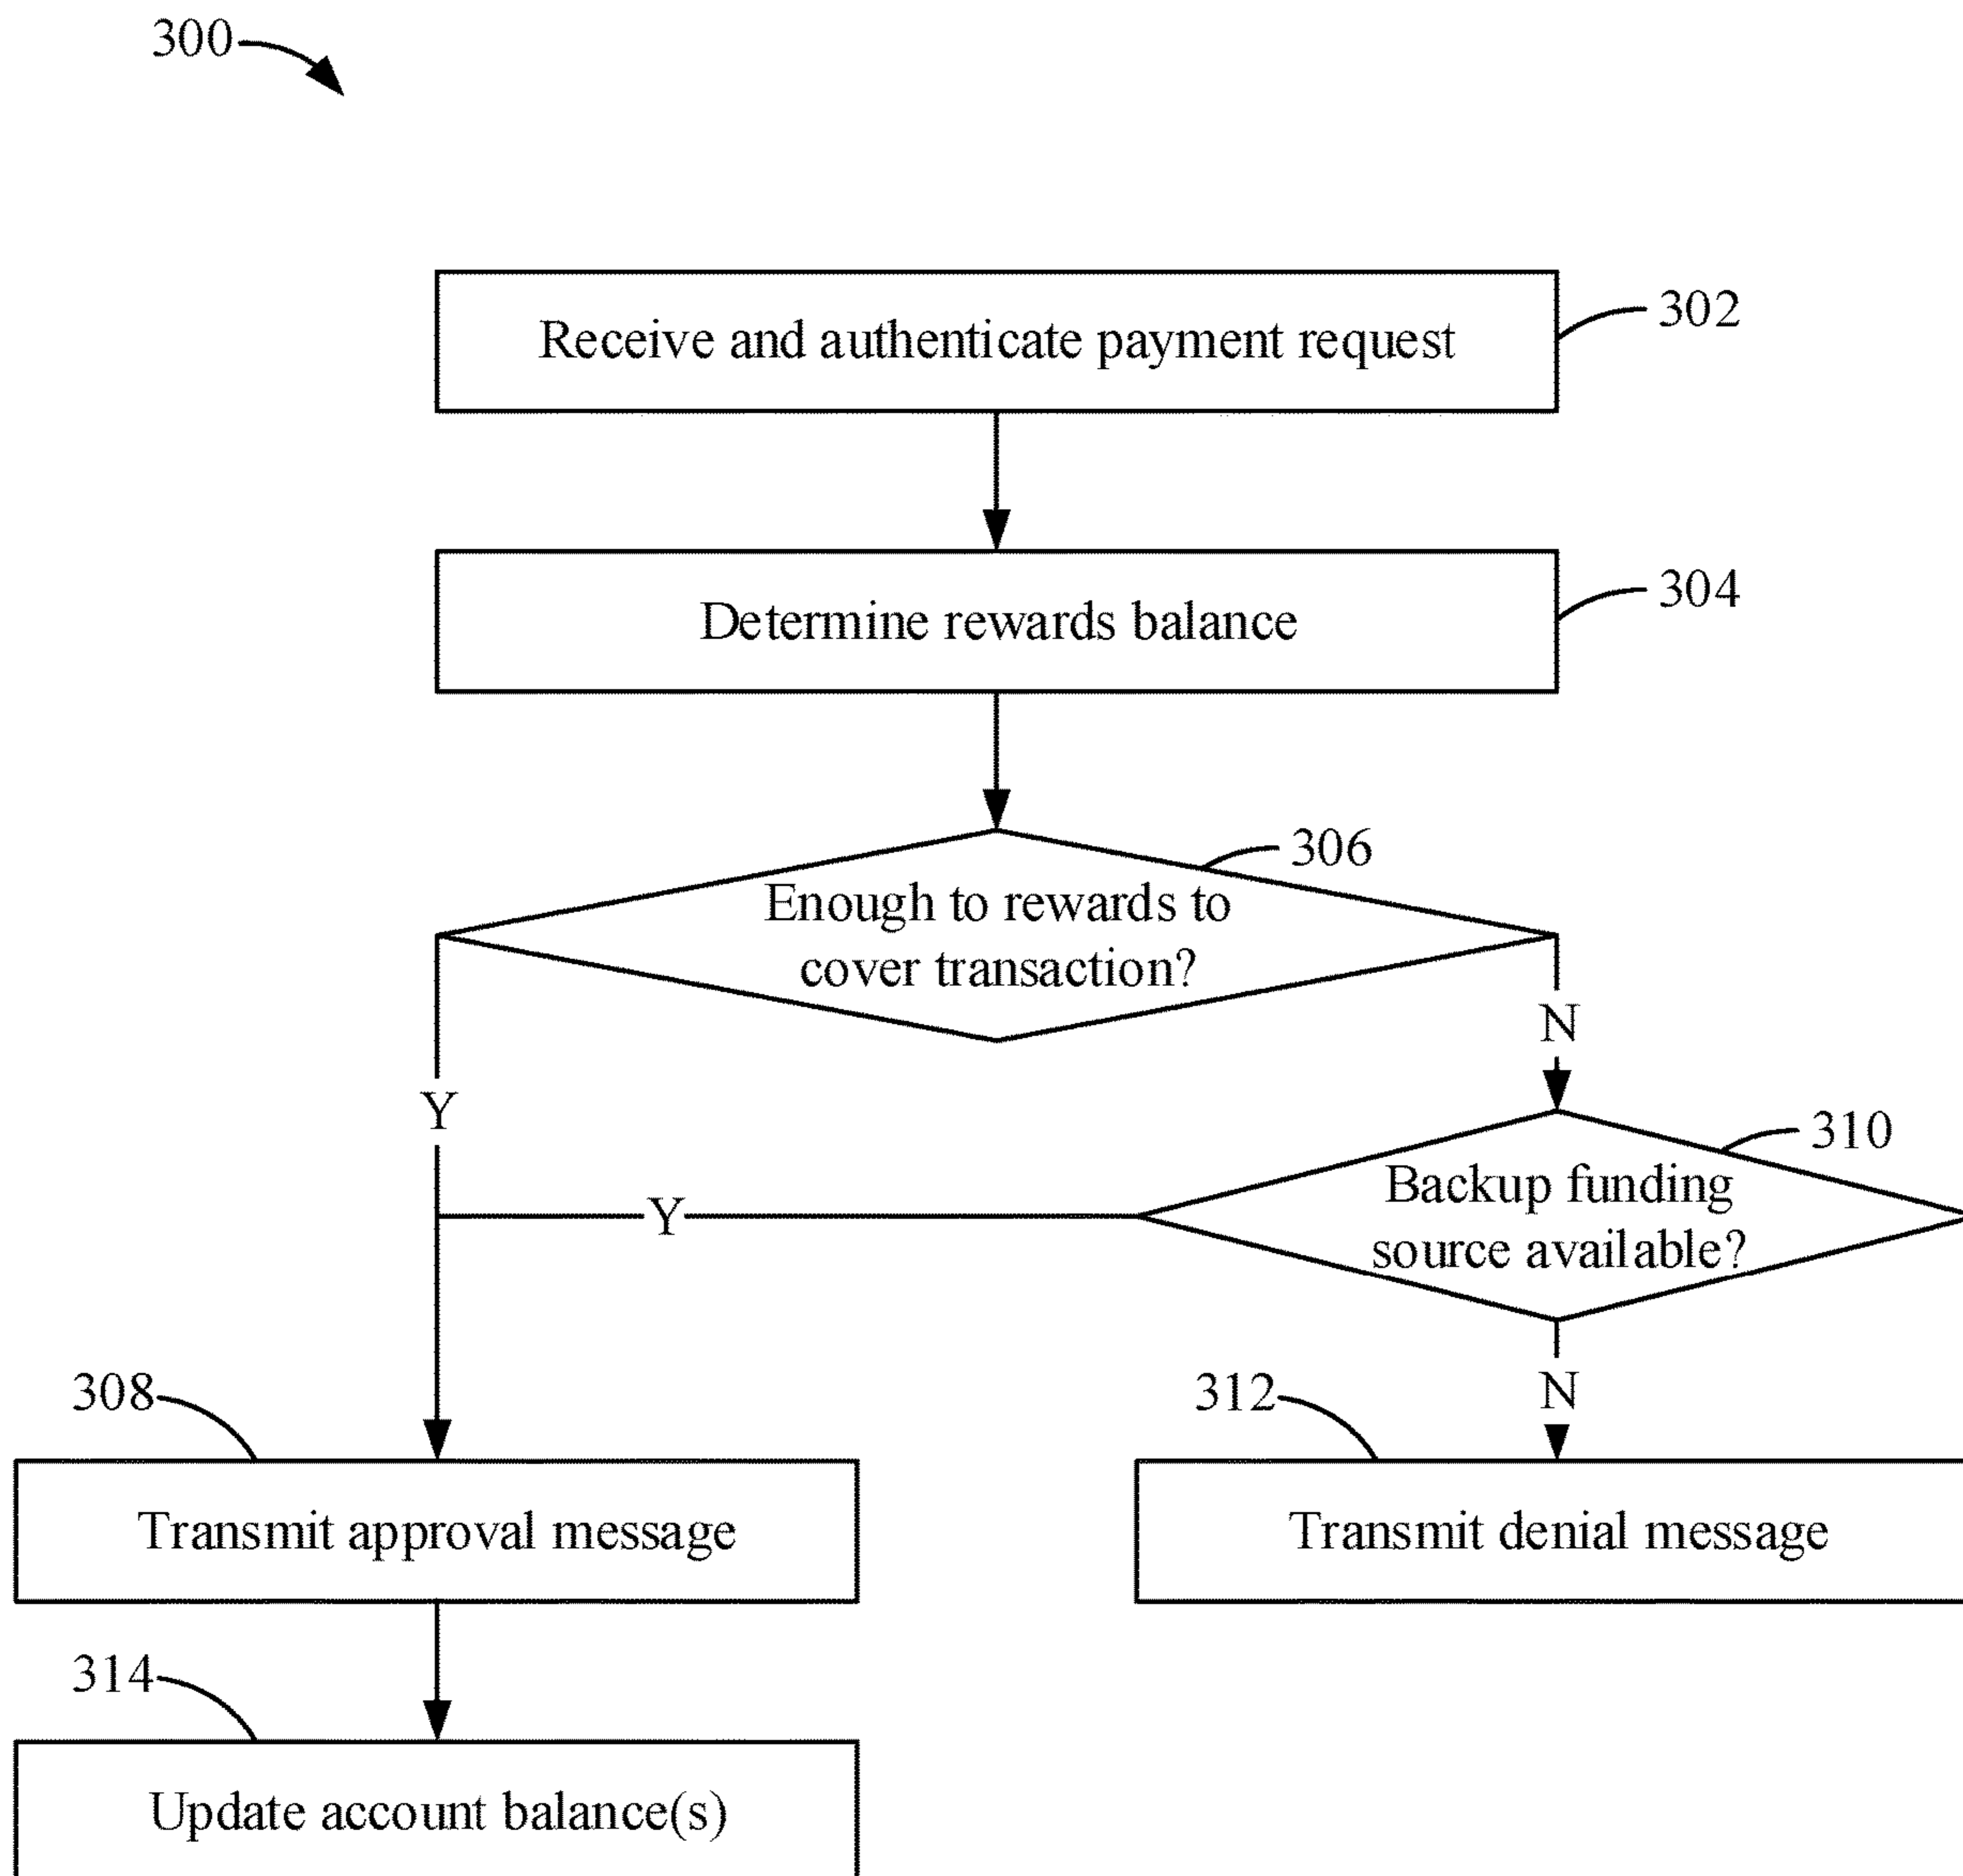 300
Receive and authenticate payment request
302
Determine rewards balance
304
306
Enough to rewards to
cover transaction?
N
Y
310
Backup funding
source available?
Y
N
308
312
Transmit approval message
Transmit denial message
314
Update account balance(s)